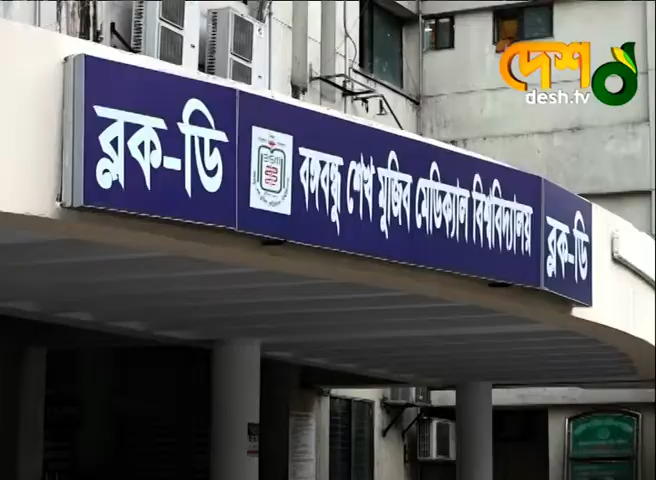 দেশ
desh.tv
ব্লক-ডি
বঙ্গবন্ধু শেখ মুজিব মেডিক্যাল বিশ্ববিদ্যালয়
ব্লক-ডি